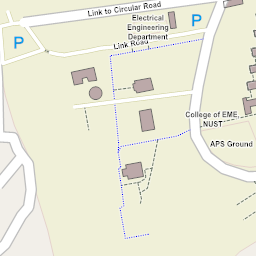 Link to Circular Road
P
Electrical
Engineering
Department
P
Link Road
College of EME,
NUST
APS Ground